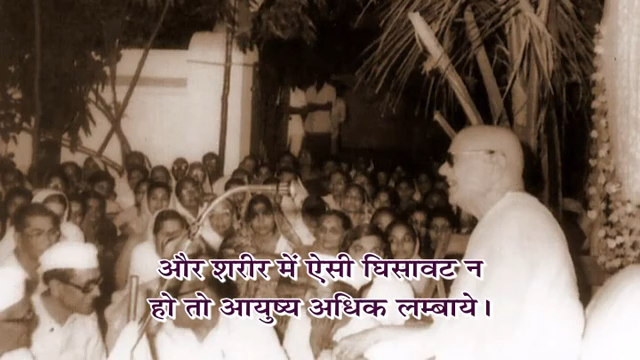 और शरीर में ऐसी घिसावट न
हो तो आयुष्य अधिक लम्बाये।